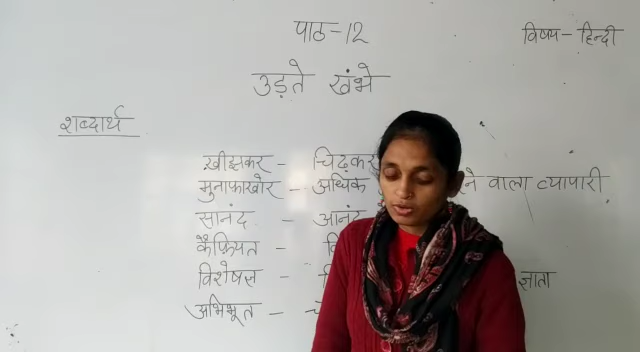 पाठ-12
विषय- हिन्दी
उड़ते खंभे
शब्दार्थ
खीझकर - चिढ़कर
मुनाफाखोर - अधिक ने वाला व्यापारी
सानंद - आनंद
कैफ़ियत -
विशेषज्ञ - ज्ञाता
अभिभूत -